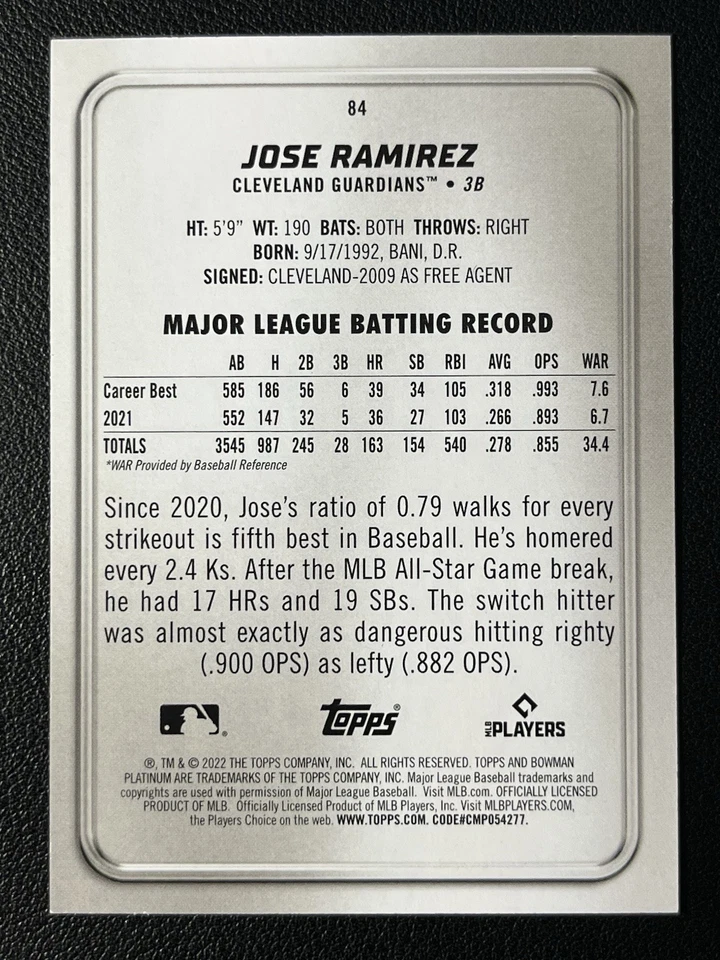 84
JOSE RAMIREZ
CLEVELAND GUARDIANS™ • 3B
HT: 5'9" WT: 190 BATS: BOTH THROWS: RIGHT
BORN: 9/17/1992, BANI, D.R.
SIGNED: CLEVELAND-2009 AS FREE AGENT
MAJOR LEAGUE BATTING RECORD
AB H 2B 3B HR SB RBI AVG OPS WAR
Career Best 585 186 56 6 39 34 105 .318 .993 7.6
2021 552 147 32 5 36 27 103 .266 .893 6.7
TOTALS 3545 987 245 28 163 154 540 .278 .855 34.4
*WAR Provided by Baseball Reference
Since 2020, Jose's ratio of 0.79 walks for every
strikeout is fifth best in Baseball. He's homered
every 2.4 Ks. After the MLB All-Star Game break,
he had 17 HRs and 19 SBs. The switch hitter
was almost exactly as dangerous hitting righty
(.900 OPS) as lefty (.882 OPS).
® topps® MLB PLAYERS
®, TM & © 2022 THE TOPPS COMPANY, INC. ALL RIGHTS RESERVED. TOPPS AND BOWMAN
PLATINUM ARE TRADEMARKS OF THE TOPPS COMPANY, INC. Major League Baseball trademarks and
copyrights are used with permission of Major League Baseball. Visit MLB.com. OFFICIALLY LICENSED
PRODUCT OF MLB. Officially Licensed Product of MLB Players, Inc. Visit MLBPLAYERS.COM,
the Players Choice on the web. WWW.TOPPS.COM. CODE#CMP054277.